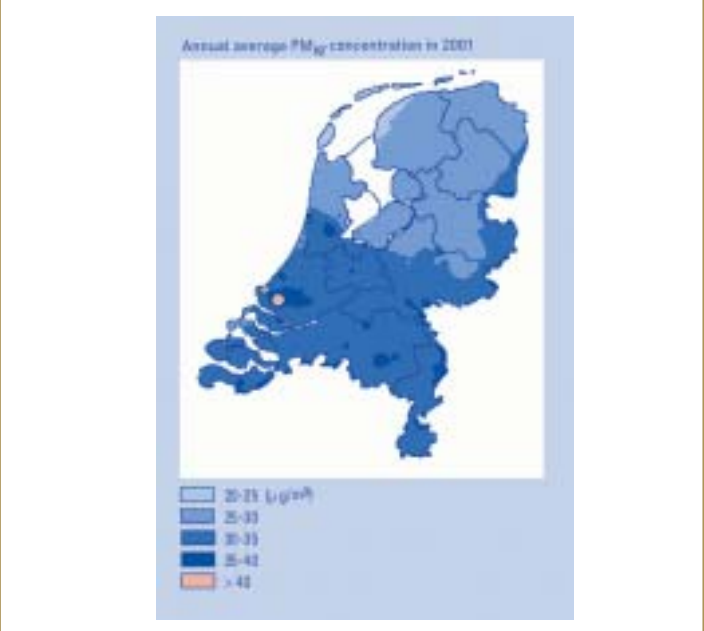 Annual average PM10 concentration in 2001
20-25 (µg/m³)
25-30
30-35
35-40
> 40